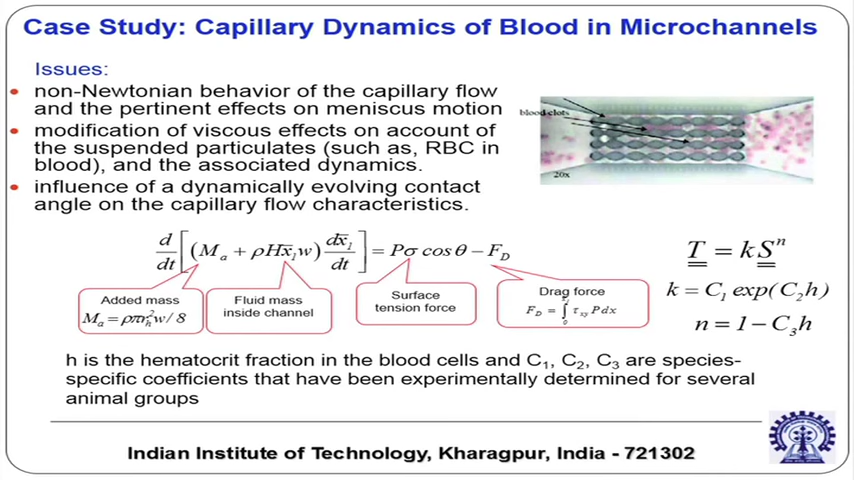 Case Study: Capillary Dynamics of Blood in Microchannels
Issues:
• non-Newtonian behavior of the capillary flow
and the pertinent effects on meniscus motion
• modification of viscous effects on account of
the suspended particulates (such as, RBC in
blood), and the associated dynamics.
• influence of a dynamically evolving contact
angle on the capillary flow characteristics.
blood clots
20x
d/dt [(M_a + ρHx̄_1w) dx̄_1/dt] = Pσ cos θ − F_D
T = k S^n
k = C_1 exp(C_2h)
n = 1 − C_3h
Added mass
M_a = ρπr_h^2w/8
Fluid mass
inside channel
Surface
tension force
Drag force
F_D = ∫_0 τ_xy P dx
h is the hematocrit fraction in the blood cells and C_1, C_2, C_3 are species-
specific coefficients that have been experimentally determined for several
animal groups
Indian Institute of Technology, Kharagpur, India - 721302